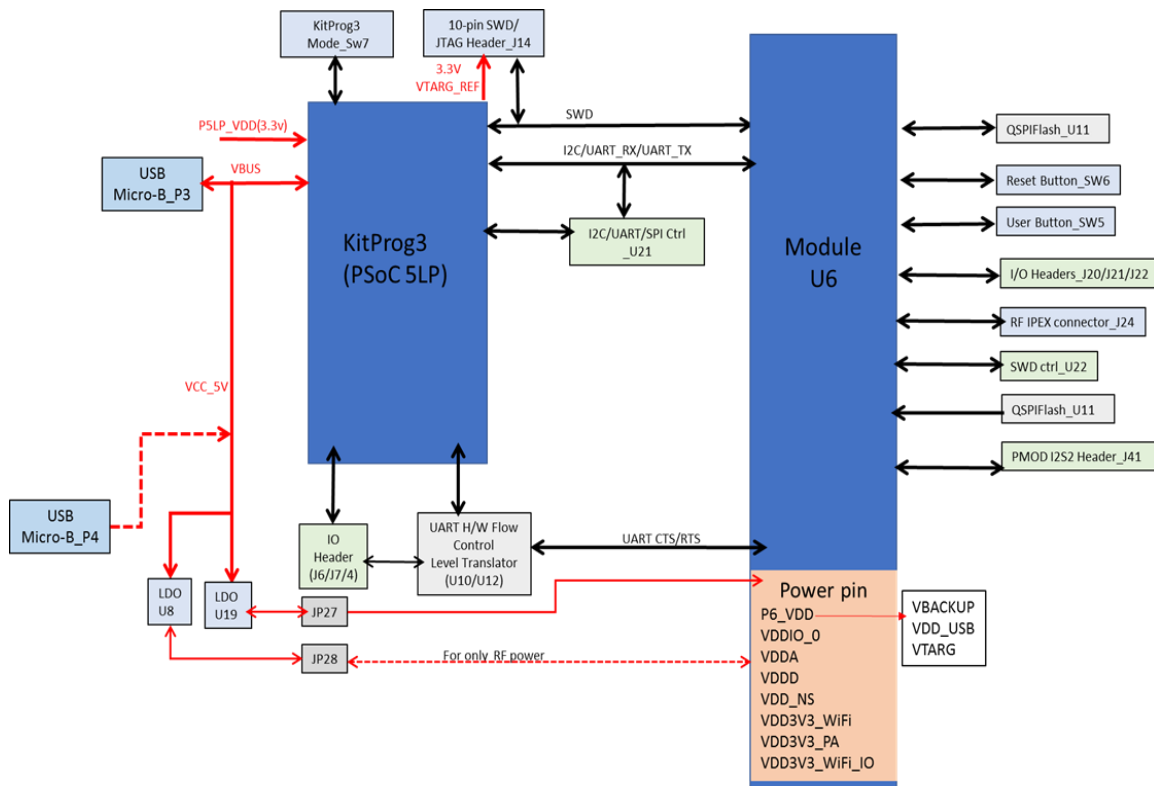 KitProg3
Mode_Sw7
10-pin SWD/
JTAG Header_J14
3.3V
VTARG_REF
P5LP_VDD(3.3v)
SWD
I2C/UART_RX/UART_TX
USB
Micro-B_P3
VBUS
KitProg3
(PSoC 5LP)
I2C/UART/SPI Ctrl
_U21
Module
U6
QSPIFlash_U11
Reset Button_SW6
User Button_SW5
I/O Headers_J20/J21/J22
RF IPEX connector_J24
SWD ctrl_U22
QSPIFlash_U11
PMOD I2S2 Header_J41
VCC_5V
USB
Micro-B_P4
IO
Header
(J6/J7/4)
UART H/W Flow
Control
Level Translator
(U10/U12)
UART CTS/RTS
LDO
U8
LDO
U19
JP27
JP28
For only RF power
Power pin
P6_VDD
VDDIO_0
VDDA
VDDD
VDD_NS
VDD3V3_WiFi
VDD3V3_PA
VDD3V3_WiFi_IO
VBACKUP
VDD_USB
VTARG